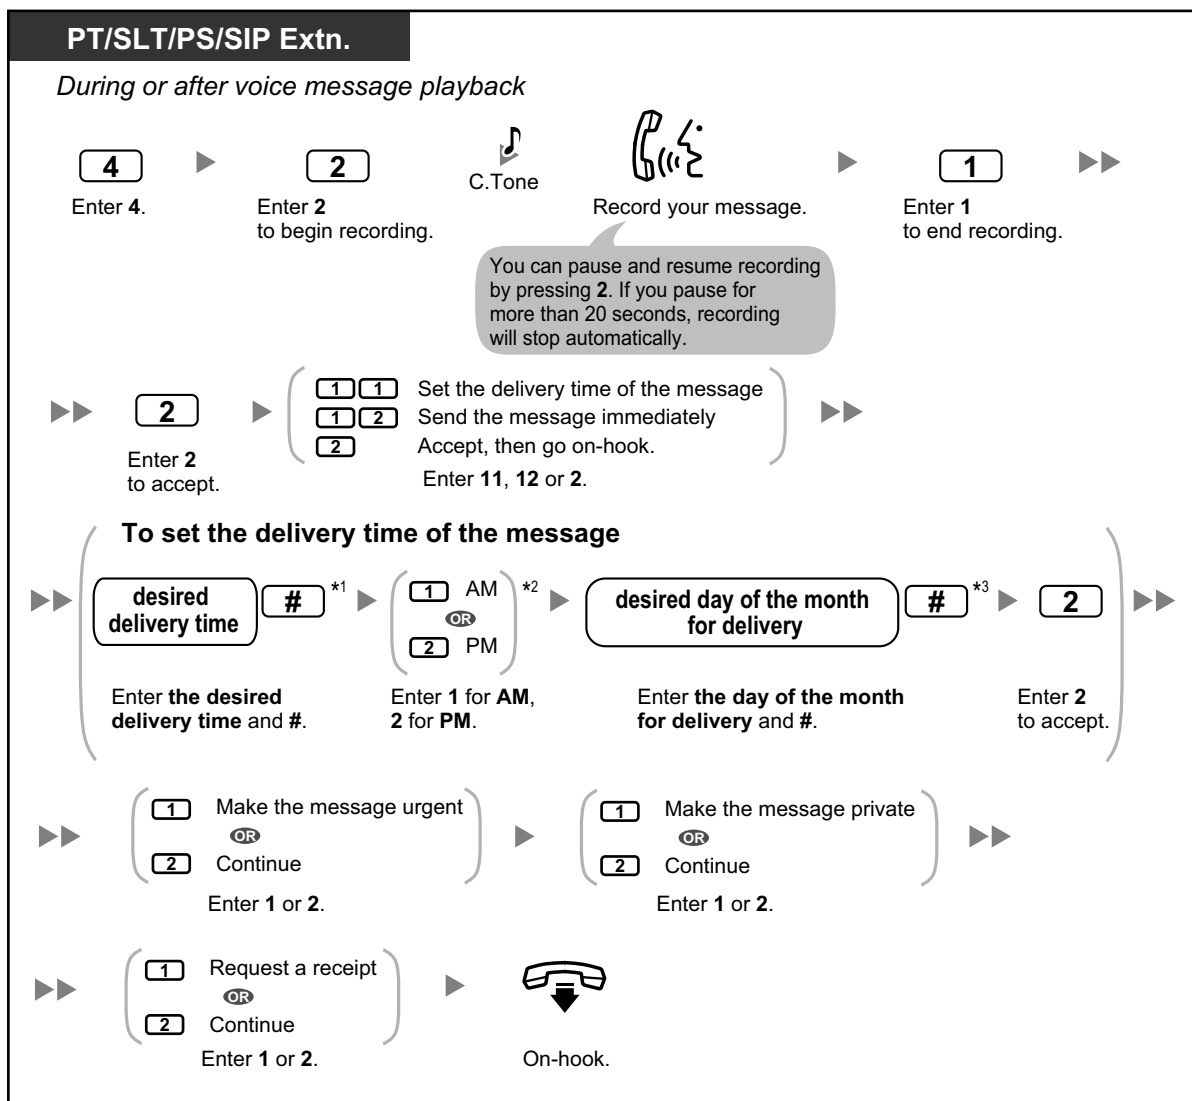 PT/SLT/PS/SIP Extn.
During or after voice message playback
4
2
C.Tone
1
Enter 4.
Enter 2
to begin recording.
Record your message.
Enter 1
to end recording.
You can pause and resume recording
by pressing 2. If you pause for
more than 20 seconds, recording
will stop automatically.
2
Enter 2
to accept.
1 1 Set the delivery time of the message
1 2 Send the message immediately
2 Accept, then go on-hook.
Enter 11, 12 or 2.
To set the delivery time of the message
desired
delivery time
# *1
1 AM
OR
2 PM
*2
desired day of the month
for delivery
# *3
2
Enter the desired
delivery time and #.
Enter 1 for AM,
2 for PM.
Enter the day of the month
for delivery and #.
Enter 2
to accept.
1 Make the message urgent
OR
2 Continue
Enter 1 or 2.
1 Make the message private
OR
2 Continue
Enter 1 or 2.
1 Request a receipt
OR
2 Continue
Enter 1 or 2.
On-hook.